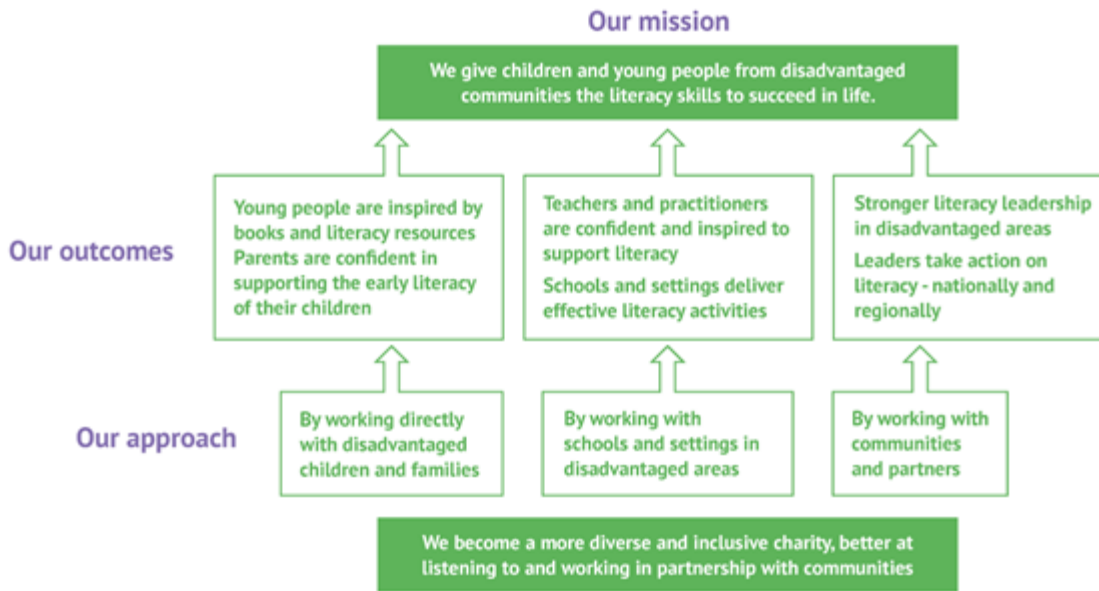 Our mission
We give children and young people from disadvantaged
communities the literacy skills to succeed in life.
Our outcomes
Young people are inspired by
books and literacy resources
Parents are confident in
supporting the early literacy
of their children
Teachers and practitioners
are confident and inspired to
support literacy
Schools and settings deliver
effective literacy activities
Stronger literacy leadership
in disadvantaged areas
Leaders take action on
literacy - nationally and
regionally
Our approach
By working directly
with disadvantaged
children and families
By working with
schools and settings in
disadvantaged areas
By working with
communities
and partners
We become a more diverse and inclusive charity, better at
listening to and working in partnership with communities